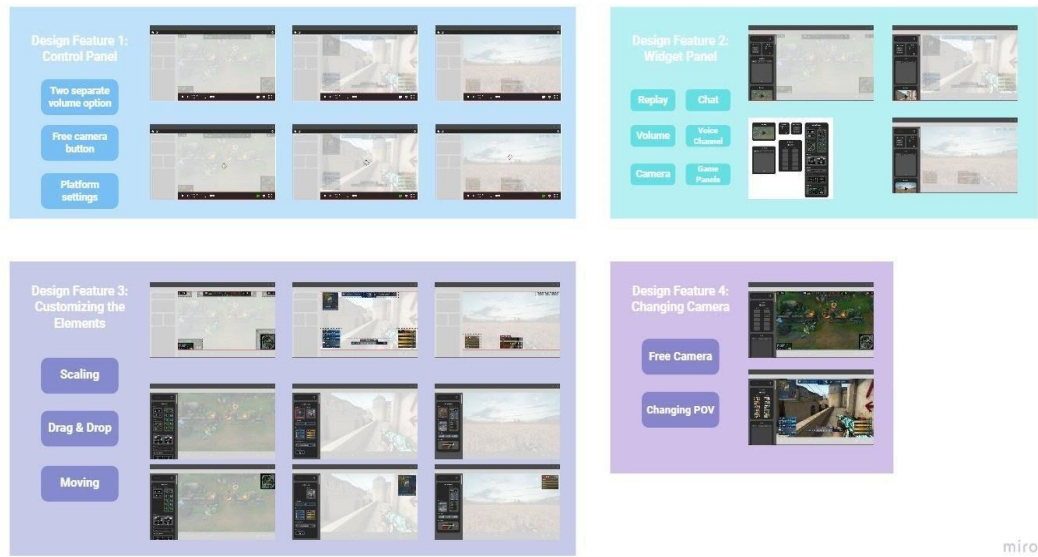 Design Feature 1:
Control Panel
Two separate
volume option
Free camera
button
Platform
settings
Design Feature 2:
Widget Panel
Replay
Chat
Volume
Voice
Channel
Camera
Game
Panels
Design Feature 3:
Customizing the
Elements
Scaling
Drag & Drop
Moving
Design Feature 4:
Changing Camera
Free Camera
Changing POV
miro